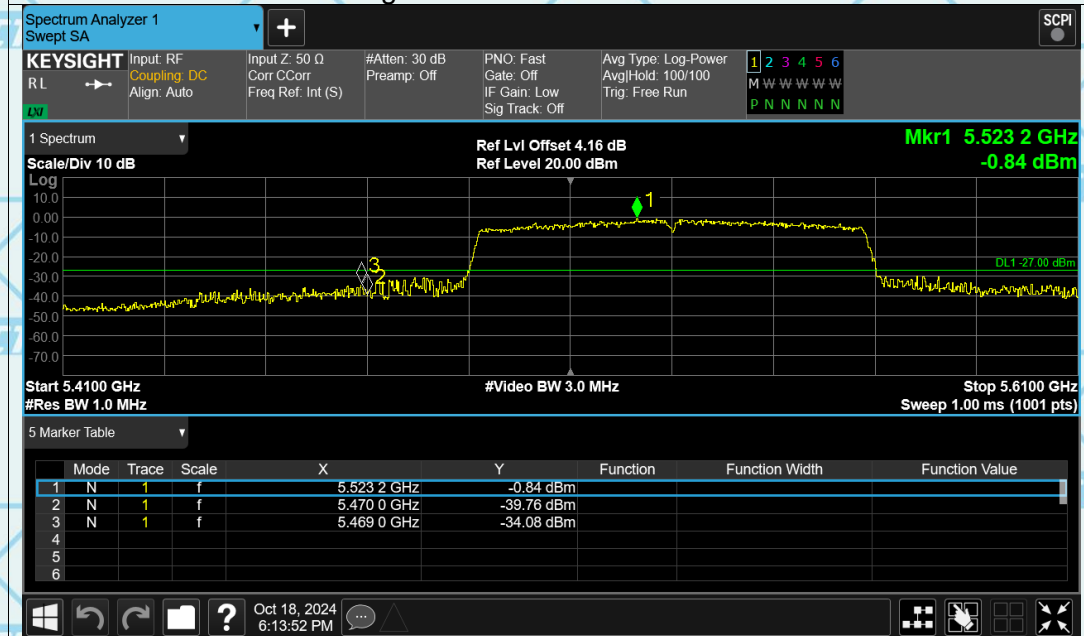 Spectrum Analyzer 1
Swept SA
+
SCPI
KEYSIGHT
RL
LXI
Input: RF
Coupling: DC
Align: Auto
Input Z: 50 Ω
Corr CCorr
Freq Ref: Int (S)
#Atten: 30 dB
Preamp: Off
PNO: Fast
Gate: Off
IF Gain: Low
Sig Track: Off
Avg Type: Log-Power
Avg|Hold: 100/100
Trig: Free Run
1 2 3 4 5 6
M W W W W W
P N N N N N
1 Spectrum
Scale/Div 10 dB
Ref Lvl Offset 4.16 dB
Ref Level 20.00 dBm
Mkr1 5.523 2 GHz
-0.84 dBm
Log
10.0
0.00
-10.0
-20.0
-30.0
-40.0
-50.0
-60.0
-70.0
1
3
2
DL1 -27.00 dBm
Start 5.4100 GHz
#Video BW 3.0 MHz
Stop 5.6100 GHz
#Res BW 1.0 MHz
Sweep 1.00 ms (1001 pts)
5 Marker Table
Mode Trace Scale X Y Function Function Width Function Value
1 N 1 f 5.523 2 GHz -0.84 dBm
2 N 1 f 5.470 0 GHz -39.76 dBm
3 N 1 f 5.469 0 GHz -34.08 dBm
4
5
6
?
Oct 18, 2024
6:13:52 PM